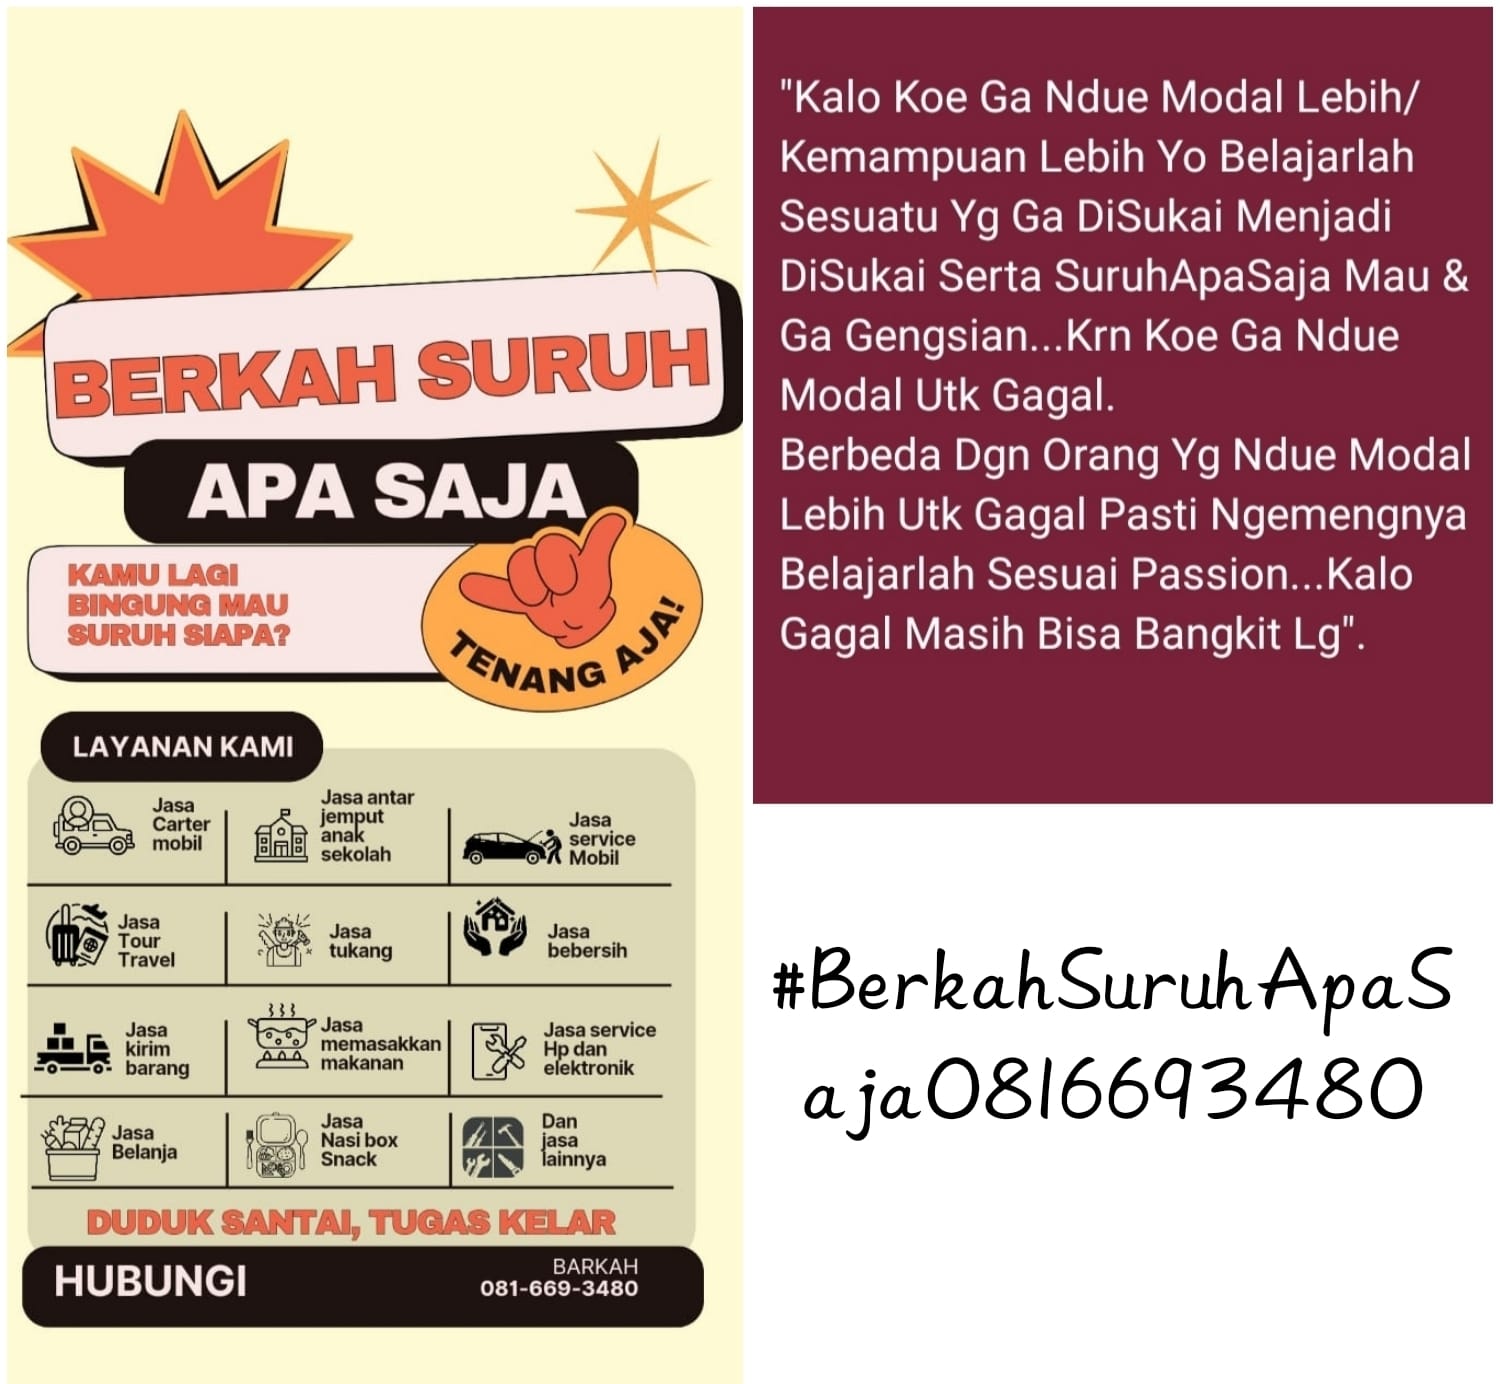 BERKAH SURUH
APA SAJA
KAMU LAGI
BINGUNG MAU
SURUH SIAPA?
TENANG AJA!
LAYANAN KAMI
Jasa
Carter
mobil
Jasa antar
jemput
anak
sekolah
Jasa
service
Mobil
Jasa
Tour
Travel
Jasa
tukang
Jasa
bebersih
Jasa
kirim
barang
Jasa
memasakkan
makanan
Jasa service
Hp dan
elektronik
Jasa
Belanja
Jasa
Nasi box
Snack
Dan
jasa
lainnya
DUDUK SANTAI, TUGAS KELAR
HUBUNGI
BARKAH
081-669-3480
"Kalo Koe Ga Ndue Modal Lebih/
Kemampuan Lebih Yo Belajarlah
Sesuatu Yg Ga DiSukai Menjadi
DiSukai Serta SuruhApaSaja Mau &
Ga Gengsian...Krn Koe Ga Ndue
Modal Utk Gagal.
Berbeda Dgn Orang Yg Ndue Modal
Lebih Utk Gagal Pasti Ngemengnya
Belajarlah Sesuai Passion...Kalo
Gagal Masih Bisa Bangkit Lg".
#BerkahSuruhApaS
aja0816693480